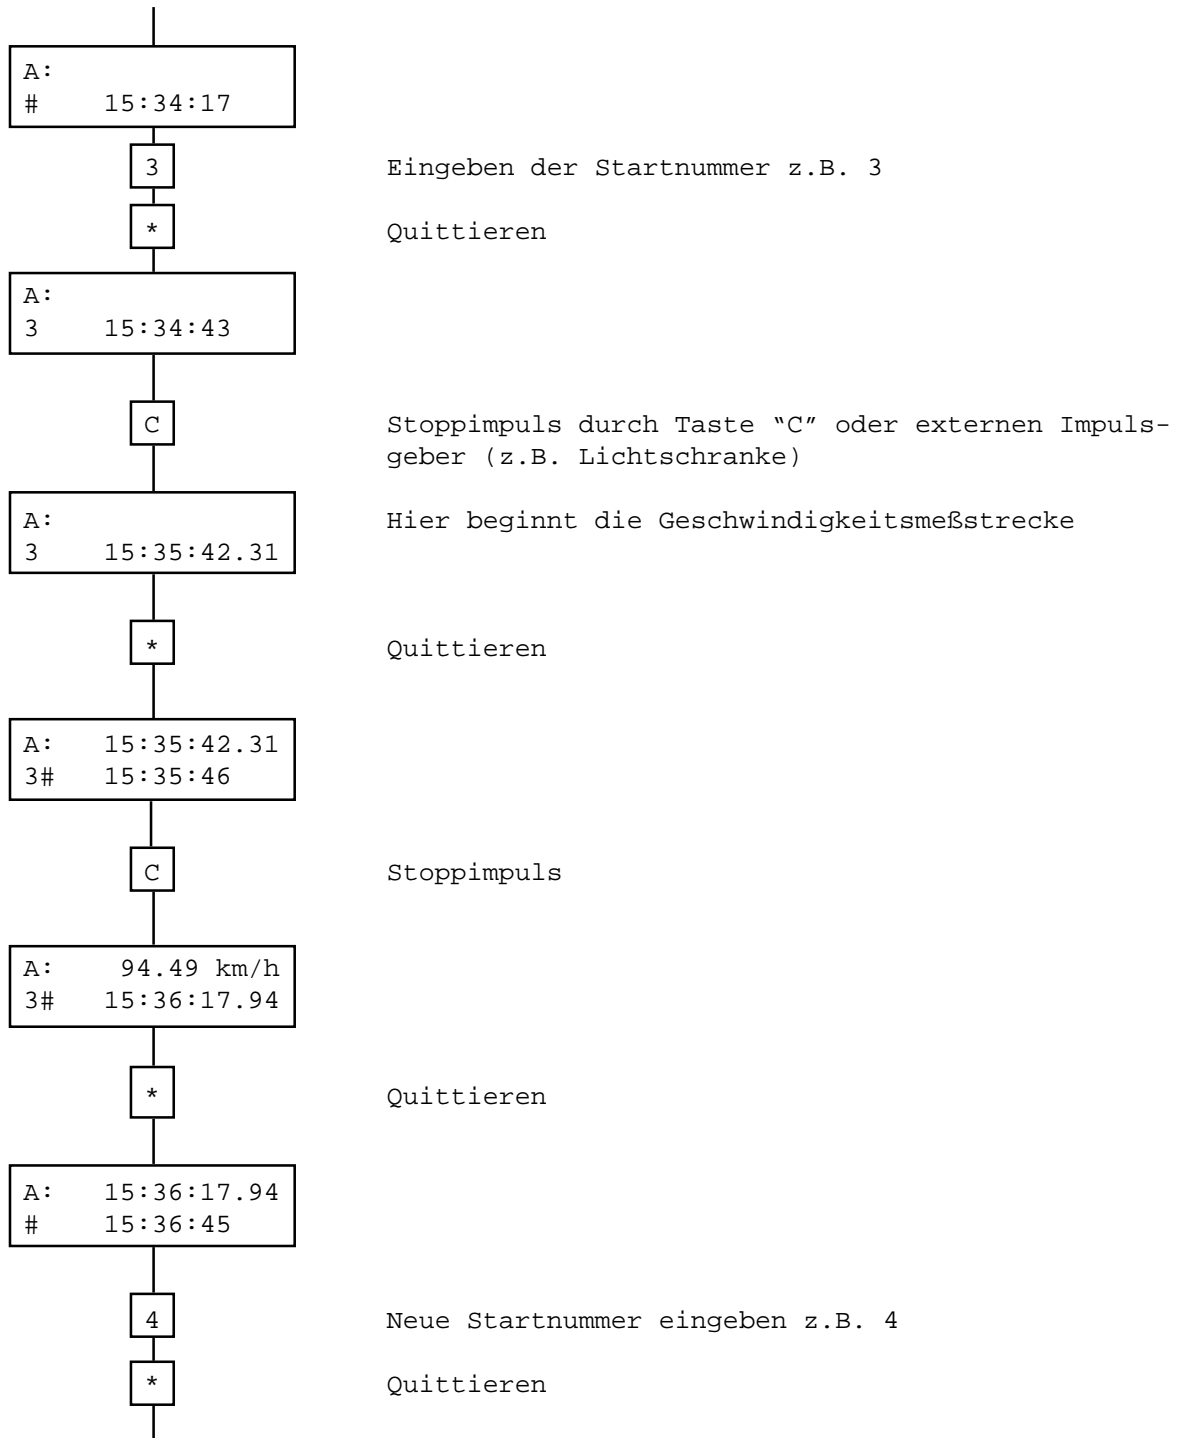 A:
# 15:34:17
3 Eingeben der Startnummer z.B. 3
* Quittieren
A:
3 15:34:43
C Stoppimpuls durch Taste “C” oder externen Impuls-
geber (z.B. Lichtschranke)
A: Hier beginnt die Geschwindigkeitsmeßstrecke
3 15:35:42.31
* Quittieren
A: 15:35:42.31
3# 15:35:46
C Stoppimpuls
A: 94.49 km/h
3# 15:36:17.94
* Quittieren
A: 15:36:17.94
# 15:36:45
4 Neue Startnummer eingeben z.B. 4
* Quittieren